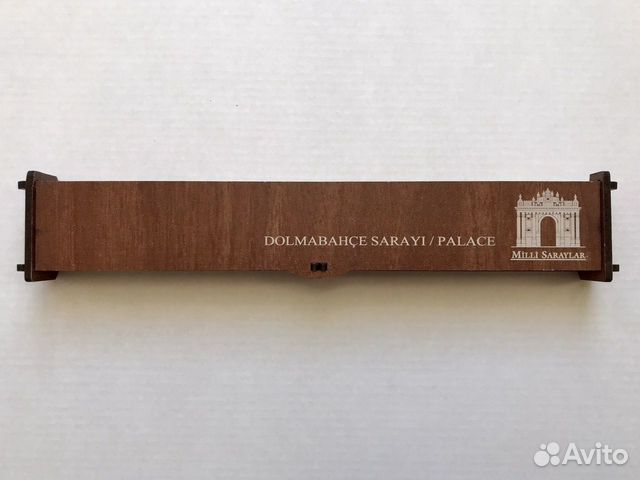 DOLMABAHÇE SARAYI / PALACE
MİLLİ SARAYLAR
Avito